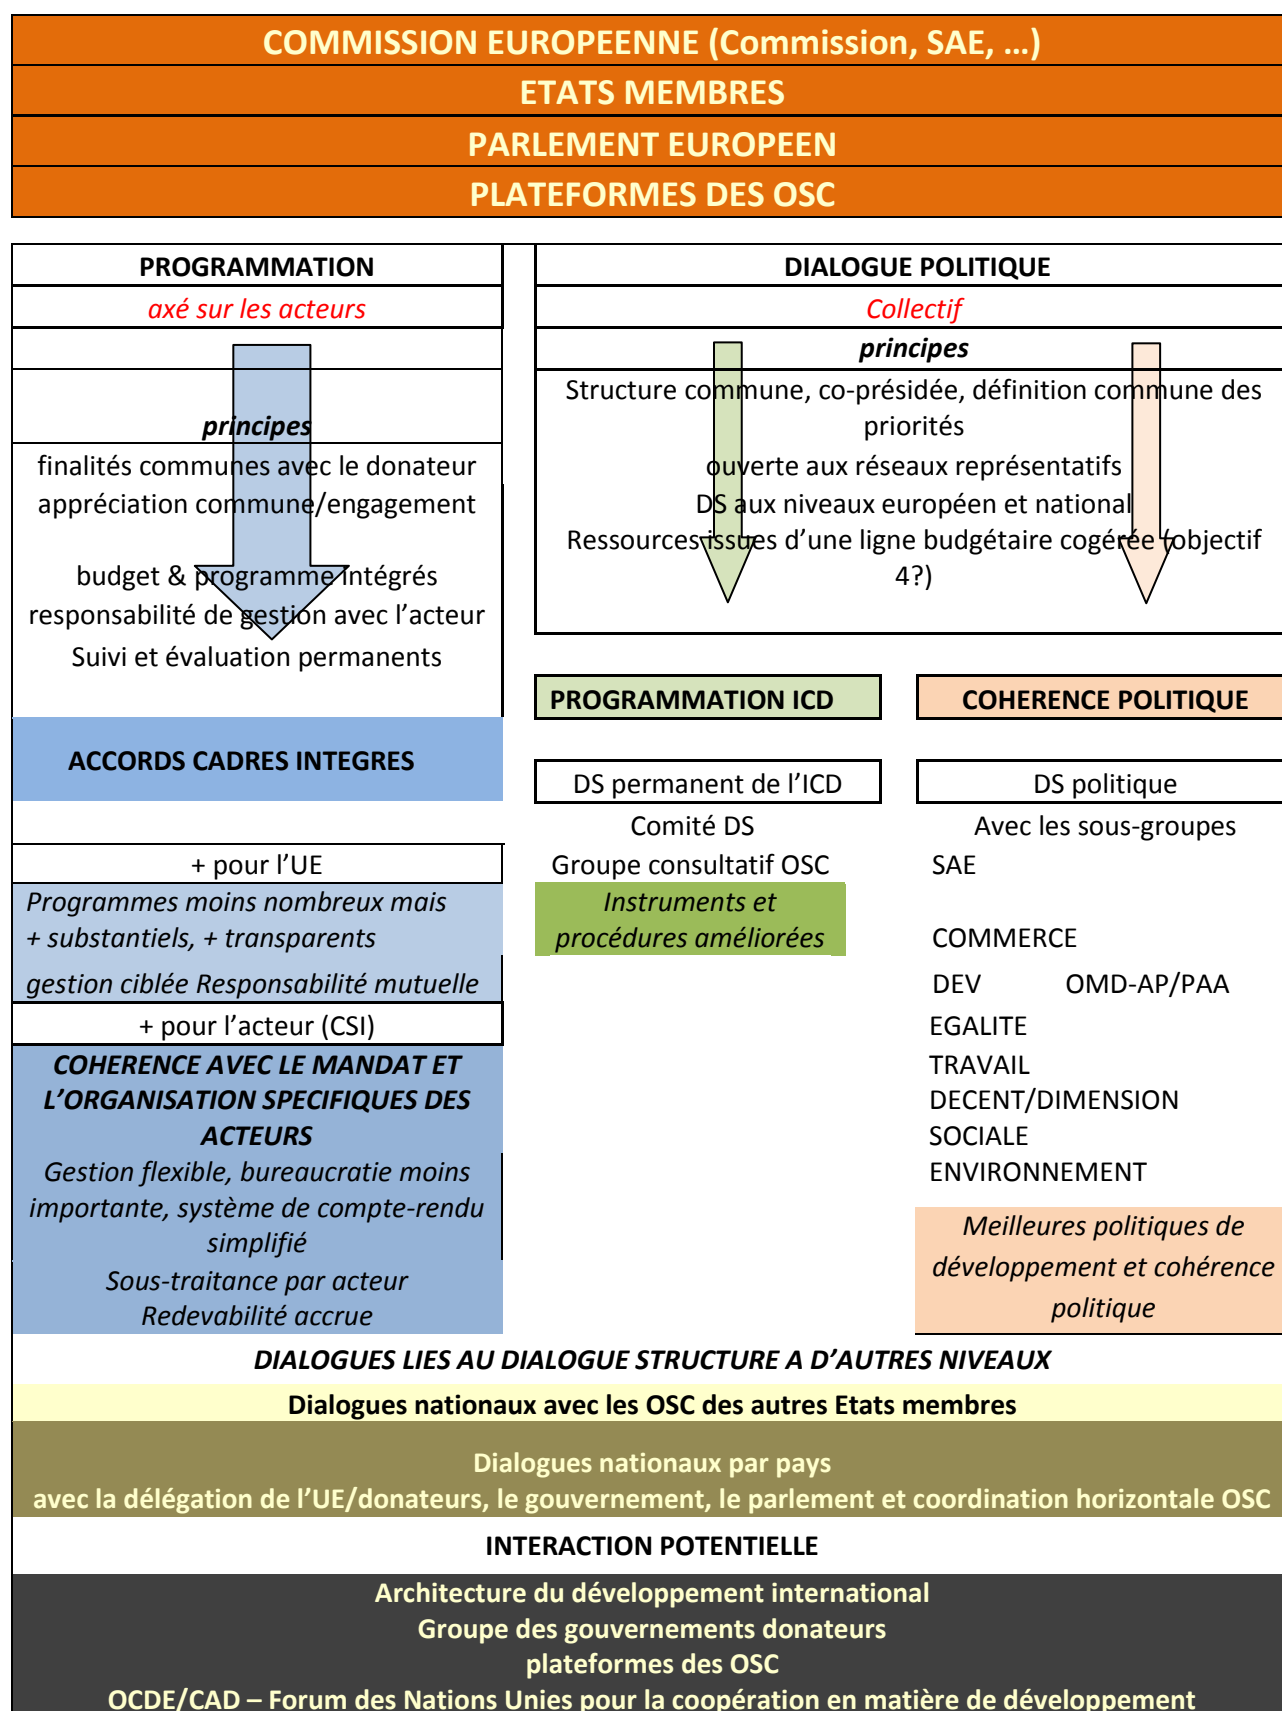 COMMISSION EUROPEENNE (Commission, SAE, …)
ETATS MEMBRES
PARLEMENT EUROPEEN
PLATEFORMES DES OSC
PROGRAMMATION
axé sur les acteurs
principes
finalités communes avec le donateur
appréciation commune/engagement
budget & programme intégrés
responsabilité de gestion avec l’acteur
Suivi et évaluation permanents
ACCORDS CADRES INTEGRES
+ pour l’UE
Programmes moins nombreux mais
+ substantiels, + transparents
gestion ciblée Responsabilité mutuelle
+ pour l’acteur (CSI)
COHERENCE AVEC LE MANDAT ET
L’ORGANISATION SPECIFIQUES DES
ACTEURS
Gestion flexible, bureaucratie moins
importante, système de compte-rendu
simplifié
Sous-traitance par acteur
Redevabilité accrue
DIALOGUE POLITIQUE
Collectif
principes
Structure commune, co-présidée, définition commune des
priorités
ouverte aux réseaux représentatifs
DS aux niveaux européen et national
Ressources issues d’une ligne budgétaire cogérée (objectif
4?)
PROGRAMMATION ICD
DS permanent de l’ICD
Comité DS
Groupe consultatif OSC
Instruments et
procédures améliorées
COHERENCE POLITIQUE
DS politique
Avec les sous-groupes
SAE
COMMERCE
DEV OMD-AP/PAA
EGALITE
TRAVAIL
DECENT/DIMENSION
SOCIALE
ENVIRONNEMENT
Meilleures politiques de
développement et cohérence
politique
DIALOGUES LIES AU DIALOGUE STRUCTURE A D’AUTRES NIVEAUX
Dialogues nationaux avec les OSC des autres Etats membres
Dialogues nationaux par pays
avec la délégation de l’UE/donateurs, le gouvernement, le parlement et coordination horizontale OSC
INTERACTION POTENTIELLE
Architecture du développement international
Groupe des gouvernements donateurs
plateformes des OSC
OCDE/CAD – Forum des Nations Unies pour la coopération en matière de développement